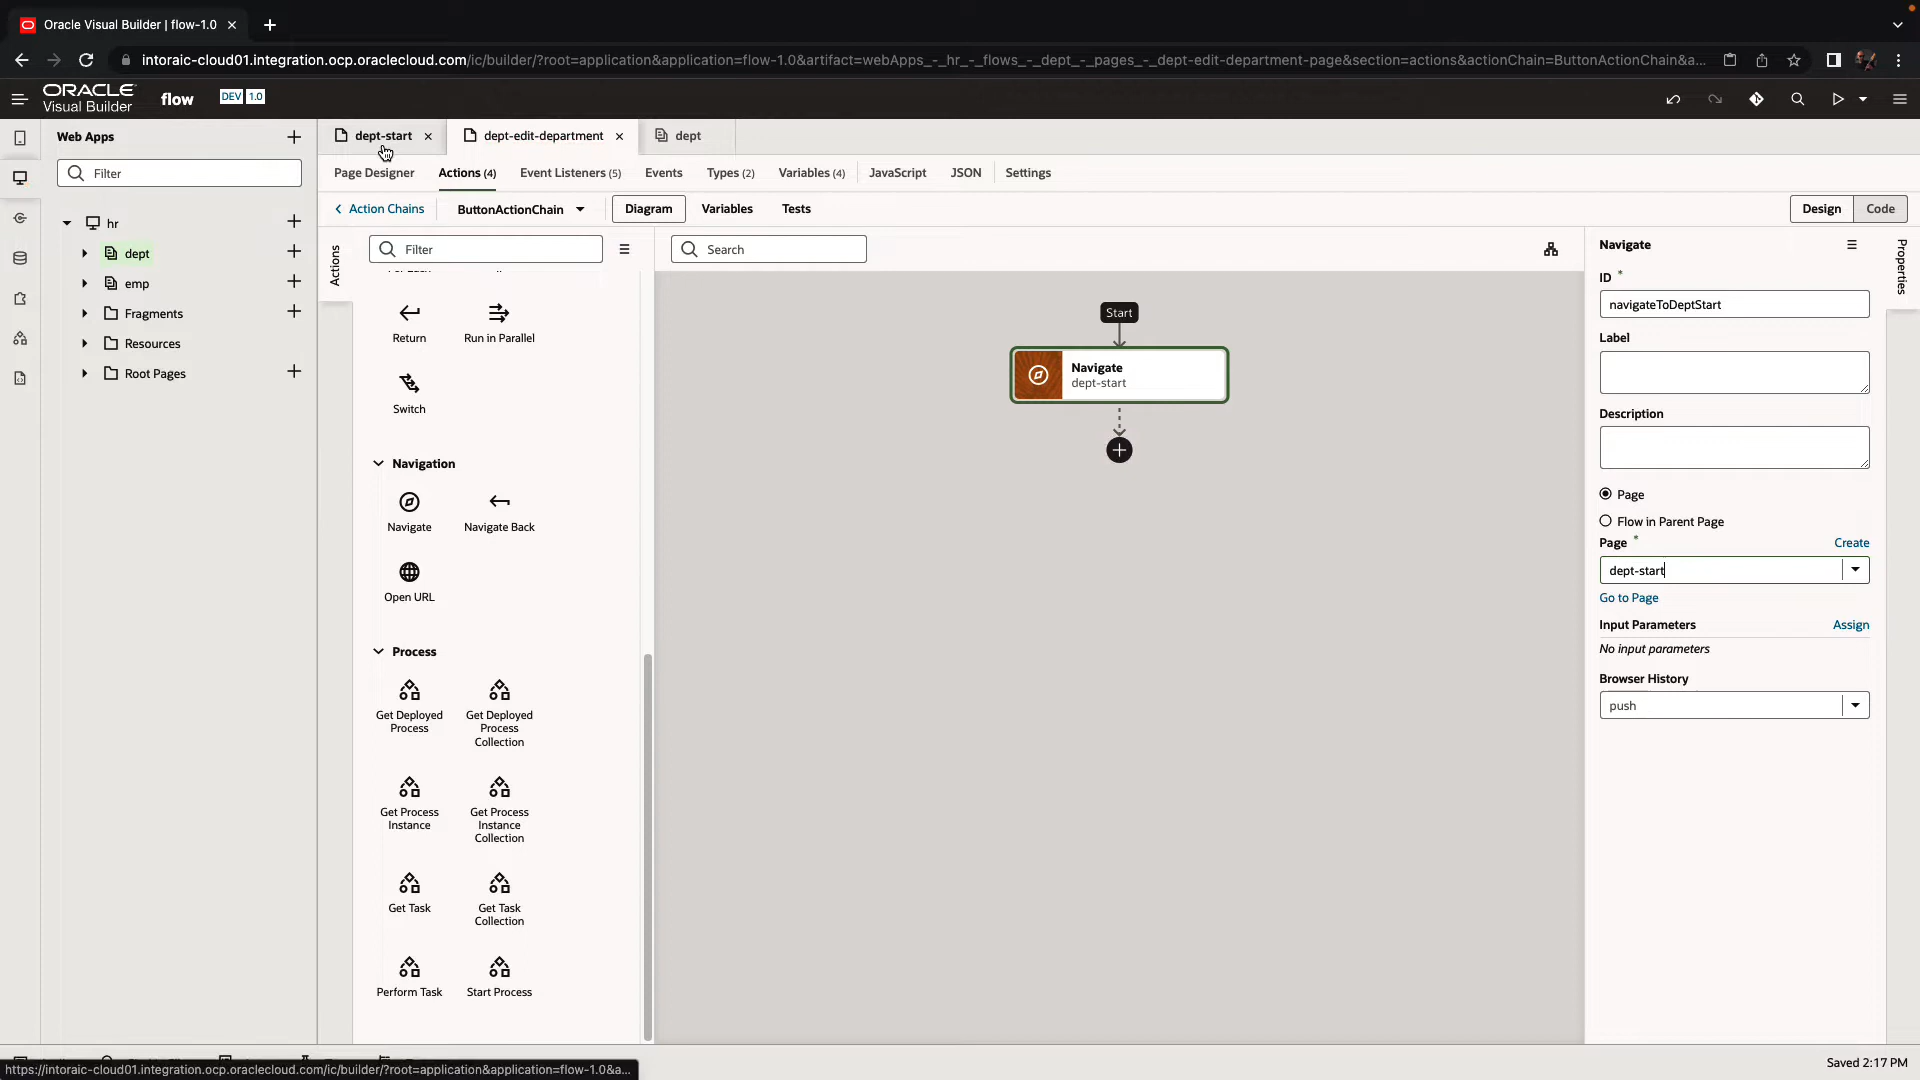 Oracle Visual Builder | flow-1.0
intoraic-cloud01.integration.ocp.oraclecloud.com/ic/builder/?root=application&application=flow-1.0&artifact=webApps_-_hr_-_flows_-_dept_-_pages_-_dept-edit-department-page&section=actions&actionChain=ButtonActionChain&a...
ORACLE
Visual Builder
flow
DEV 1.0
Web Apps
Filter
hr
dept
emp
Fragments
Resources
Root Pages
dept-start
dept-edit-department
dept
Page Designer
Actions (4)
Event Listeners (5)
Events
Types (2)
Variables (4)
JavaScript
JSON
Settings
Action Chains
ButtonActionChain
Diagram
Variables
Tests
Design
Code
Actions
Filter
Return
Run in Parallel
Switch
Navigation
Navigate
Navigate Back
Open URL
Process
Get Deployed
Process
Get Deployed
Process
Collection
Get Process
Instance
Get Process
Instance
Collection
Get Task
Get Task
Collection
Perform Task
Start Process
Search
Start
Navigate
dept-start
Properties
Navigate
ID *
navigateToDeptStart
Label
Description
Page
Flow in Parent Page
Page *
Create
dept-start
Go to Page
Input Parameters
Assign
No input parameters
Browser History
push
Saved 2:17 PM
https://intoraic-cloud01.integration.ocp.oraclecloud.com/ic/builder/?root=application&application=flow-1.0&a...